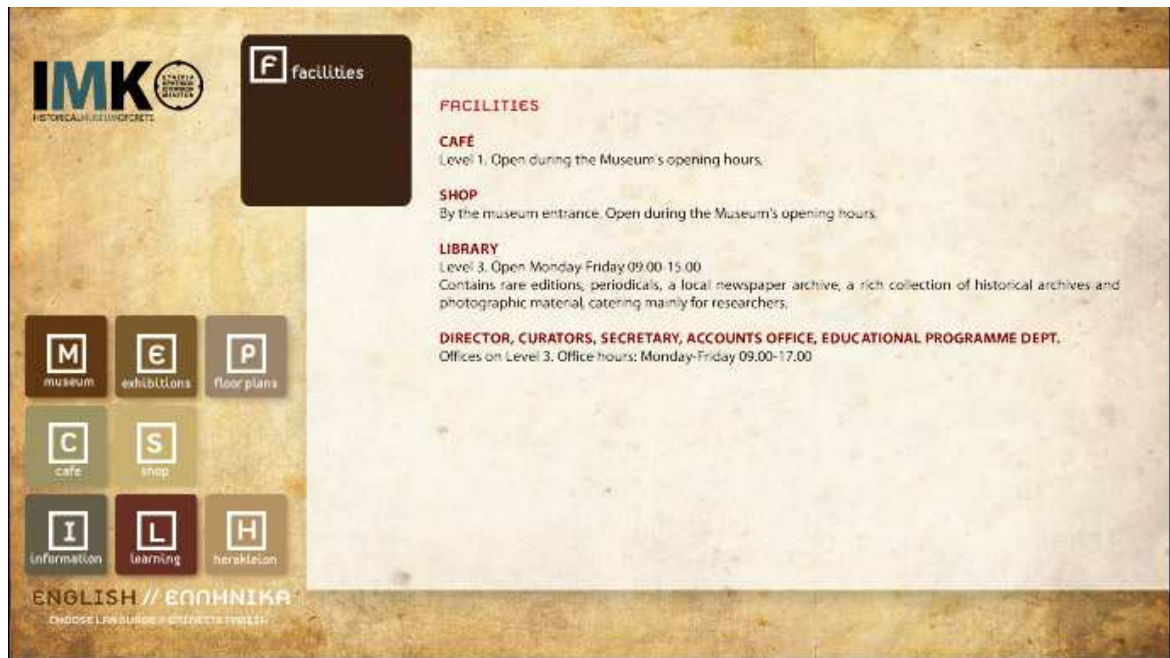 IMK
HISTORICALMUSEUMOFCRETE
F facilities
FACILITIES
CAFÉ
Level 1. Open during the Museum's opening hours.
SHOP
By the museum entrance. Open during the Museum's opening hours.
LIBRARY
Level 3. Open Monday-Friday 09.00-15.00
Contains rare editions, periodicals, a local newspaper archive, a rich collection of historical archives and
photographic material, catering mainly for researchers.
DIRECTOR, CURATORS, SECRETARY, ACCOUNTS OFFICE, EDUCATIONAL PROGRAMME DEPT.
Offices on Level 3. Office hours: Monday-Friday 09.00-17.00
M museum
E exhibitions
P floor plans
C cafe
S shop
I information
L learning
H herakleion
ENGLISH // ΕΛΛΗΝΙΚΑ
CHOOSE LANGUAGE // ΕΠΙΛΕΞΤΕ ΓΛΩΣΣΑ